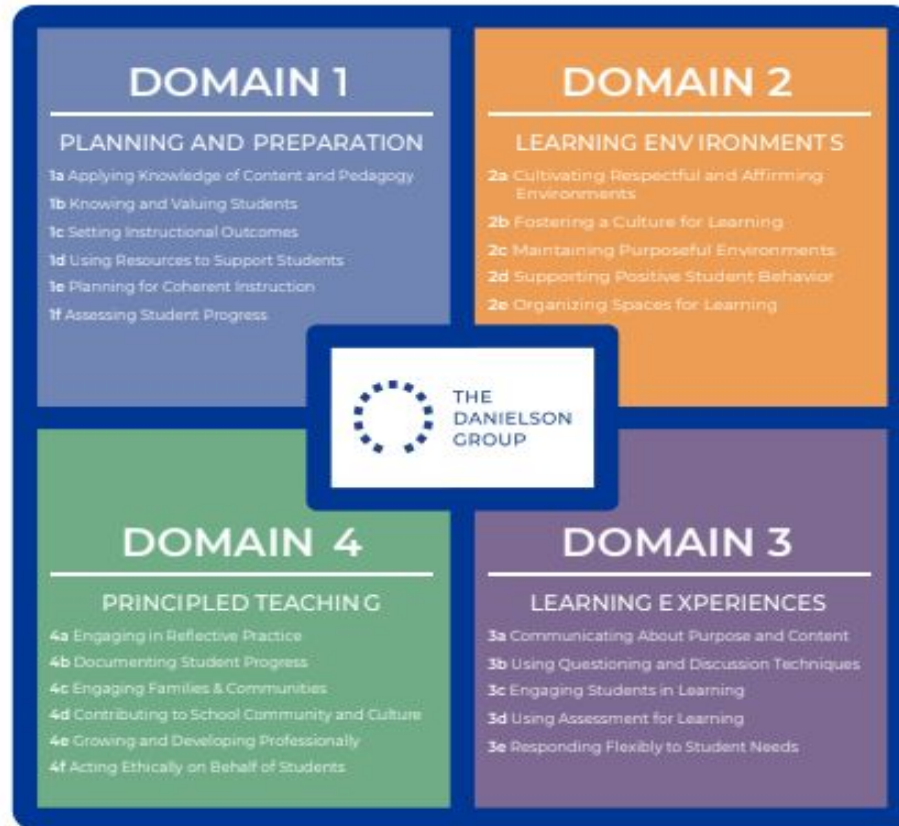 DOMAIN 1
PLANNING AND PREPARATION
1a Applying Knowledge of Content and Pedagogy
1b Knowing and Valuing Students
1c Setting Instructional Outcomes
1d Using Resources to Support Students
1e Planning for Coherent Instruction
1f Assessing Student Progress
DOMAIN 2
LEARNING ENVIRONMENTS
2a Cultivating Respectful and Affirming
Environments
2b Fostering a Culture for Learning
2c Maintaining Purposeful Environments
2d Supporting Positive Student Behavior
2e Organizing Spaces for Learning
THE
DANIELSON
GROUP
DOMAIN 4
PRINCIPLED TEACHING
4a Engaging in Reflective Practice
4b Documenting Student Progress
4c Engaging Families & Communities
4d Contributing to School Community and Culture
4e Growing and Developing Professionally
4f Acting Ethically on Behalf of Students
DOMAIN 3
LEARNING EXPERIENCES
3a Communicating About Purpose and Content
3b Using Questioning and Discussion Techniques
3c Engaging Students in Learning
3d Using Assessment for Learning
3e Responding Flexibly to Student Needs